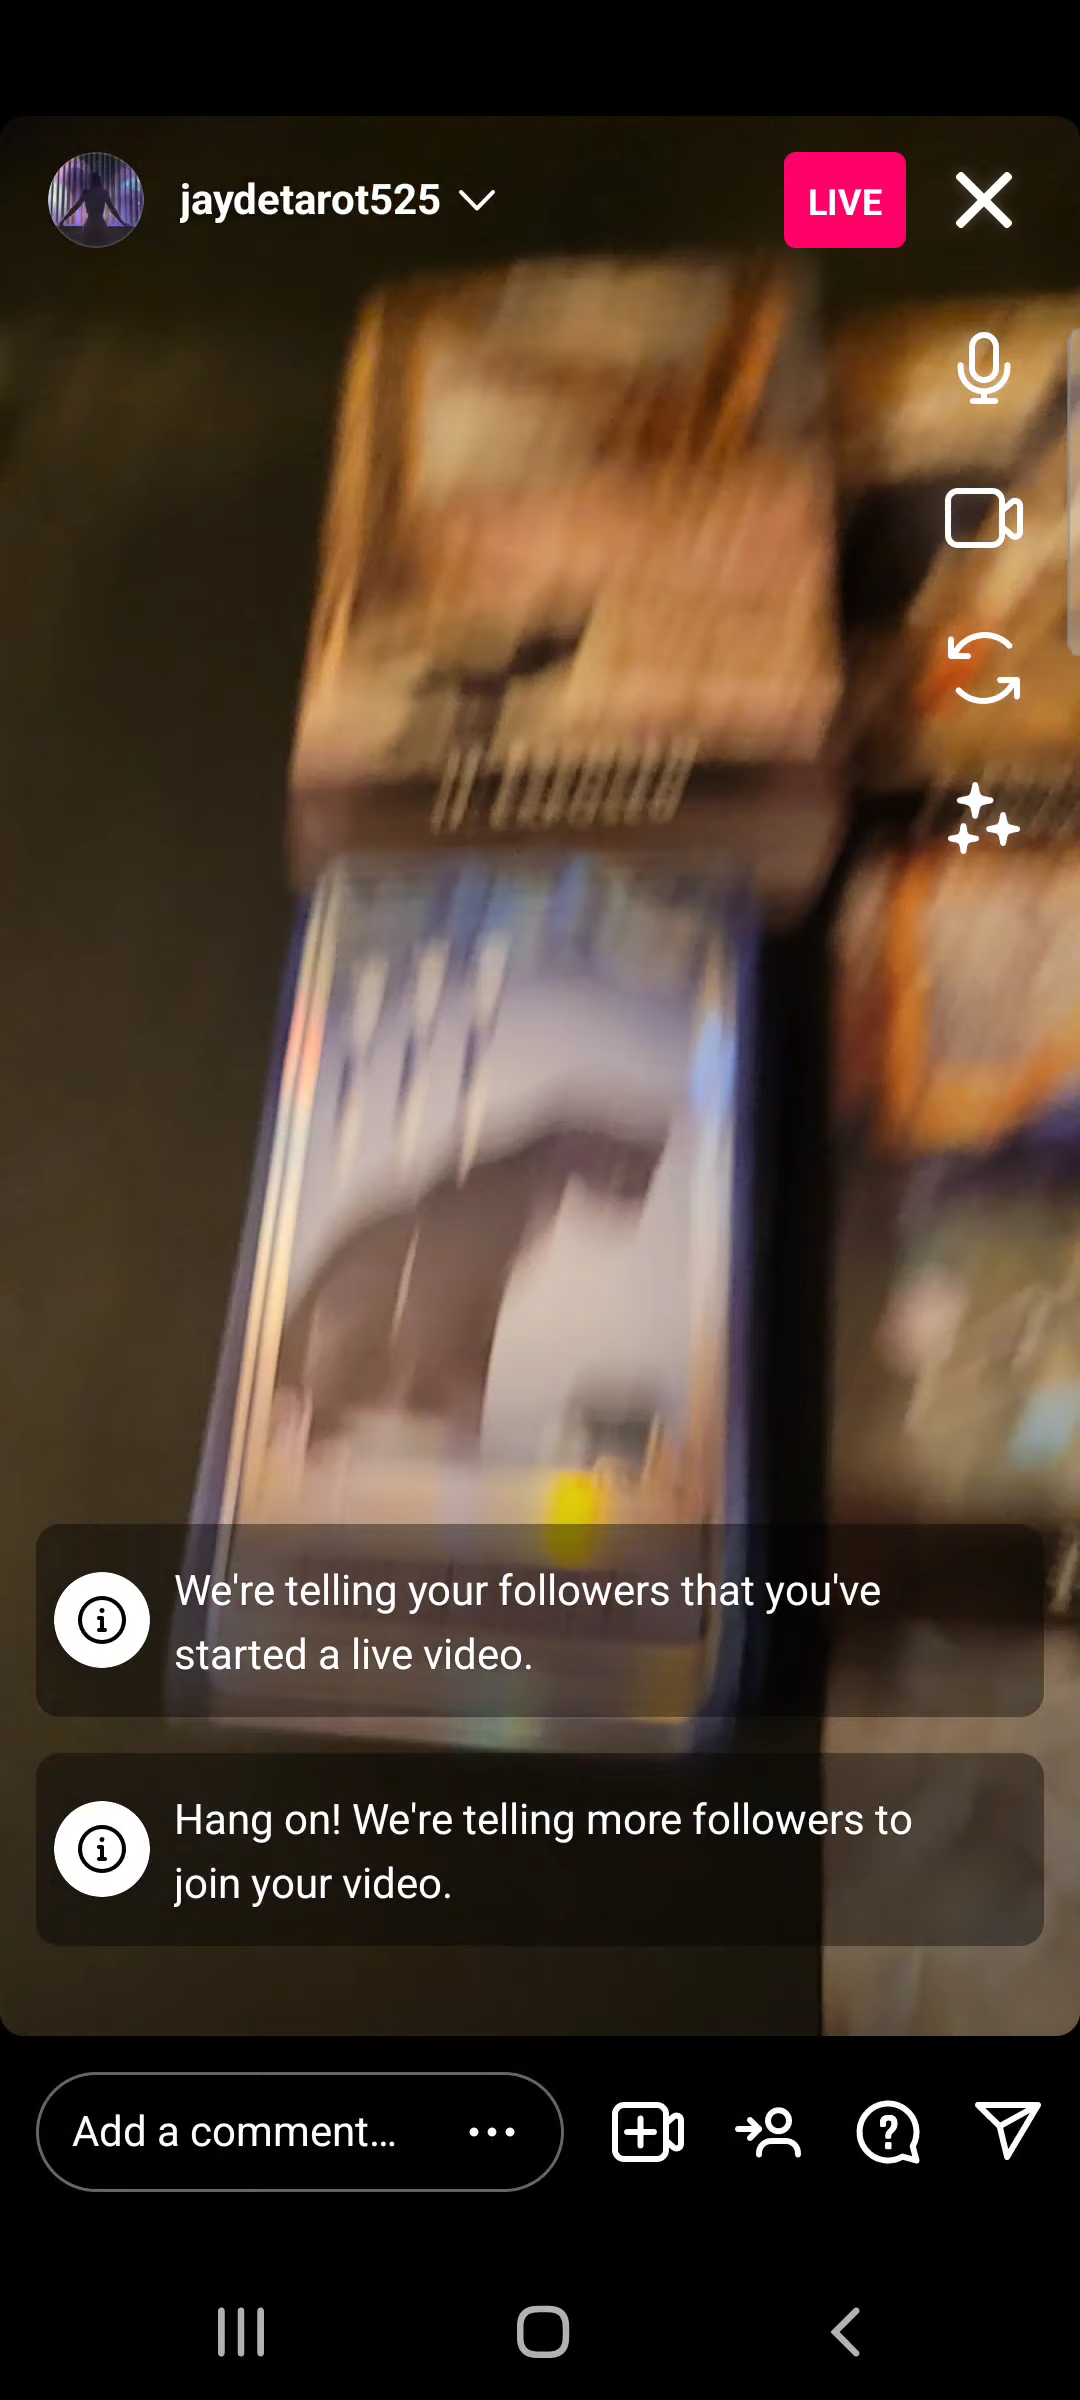 jaydetarot525
LIVE
We're telling your followers that you've
started a live video.
Hang on! We're telling more followers to
join your video.
Add a comment...